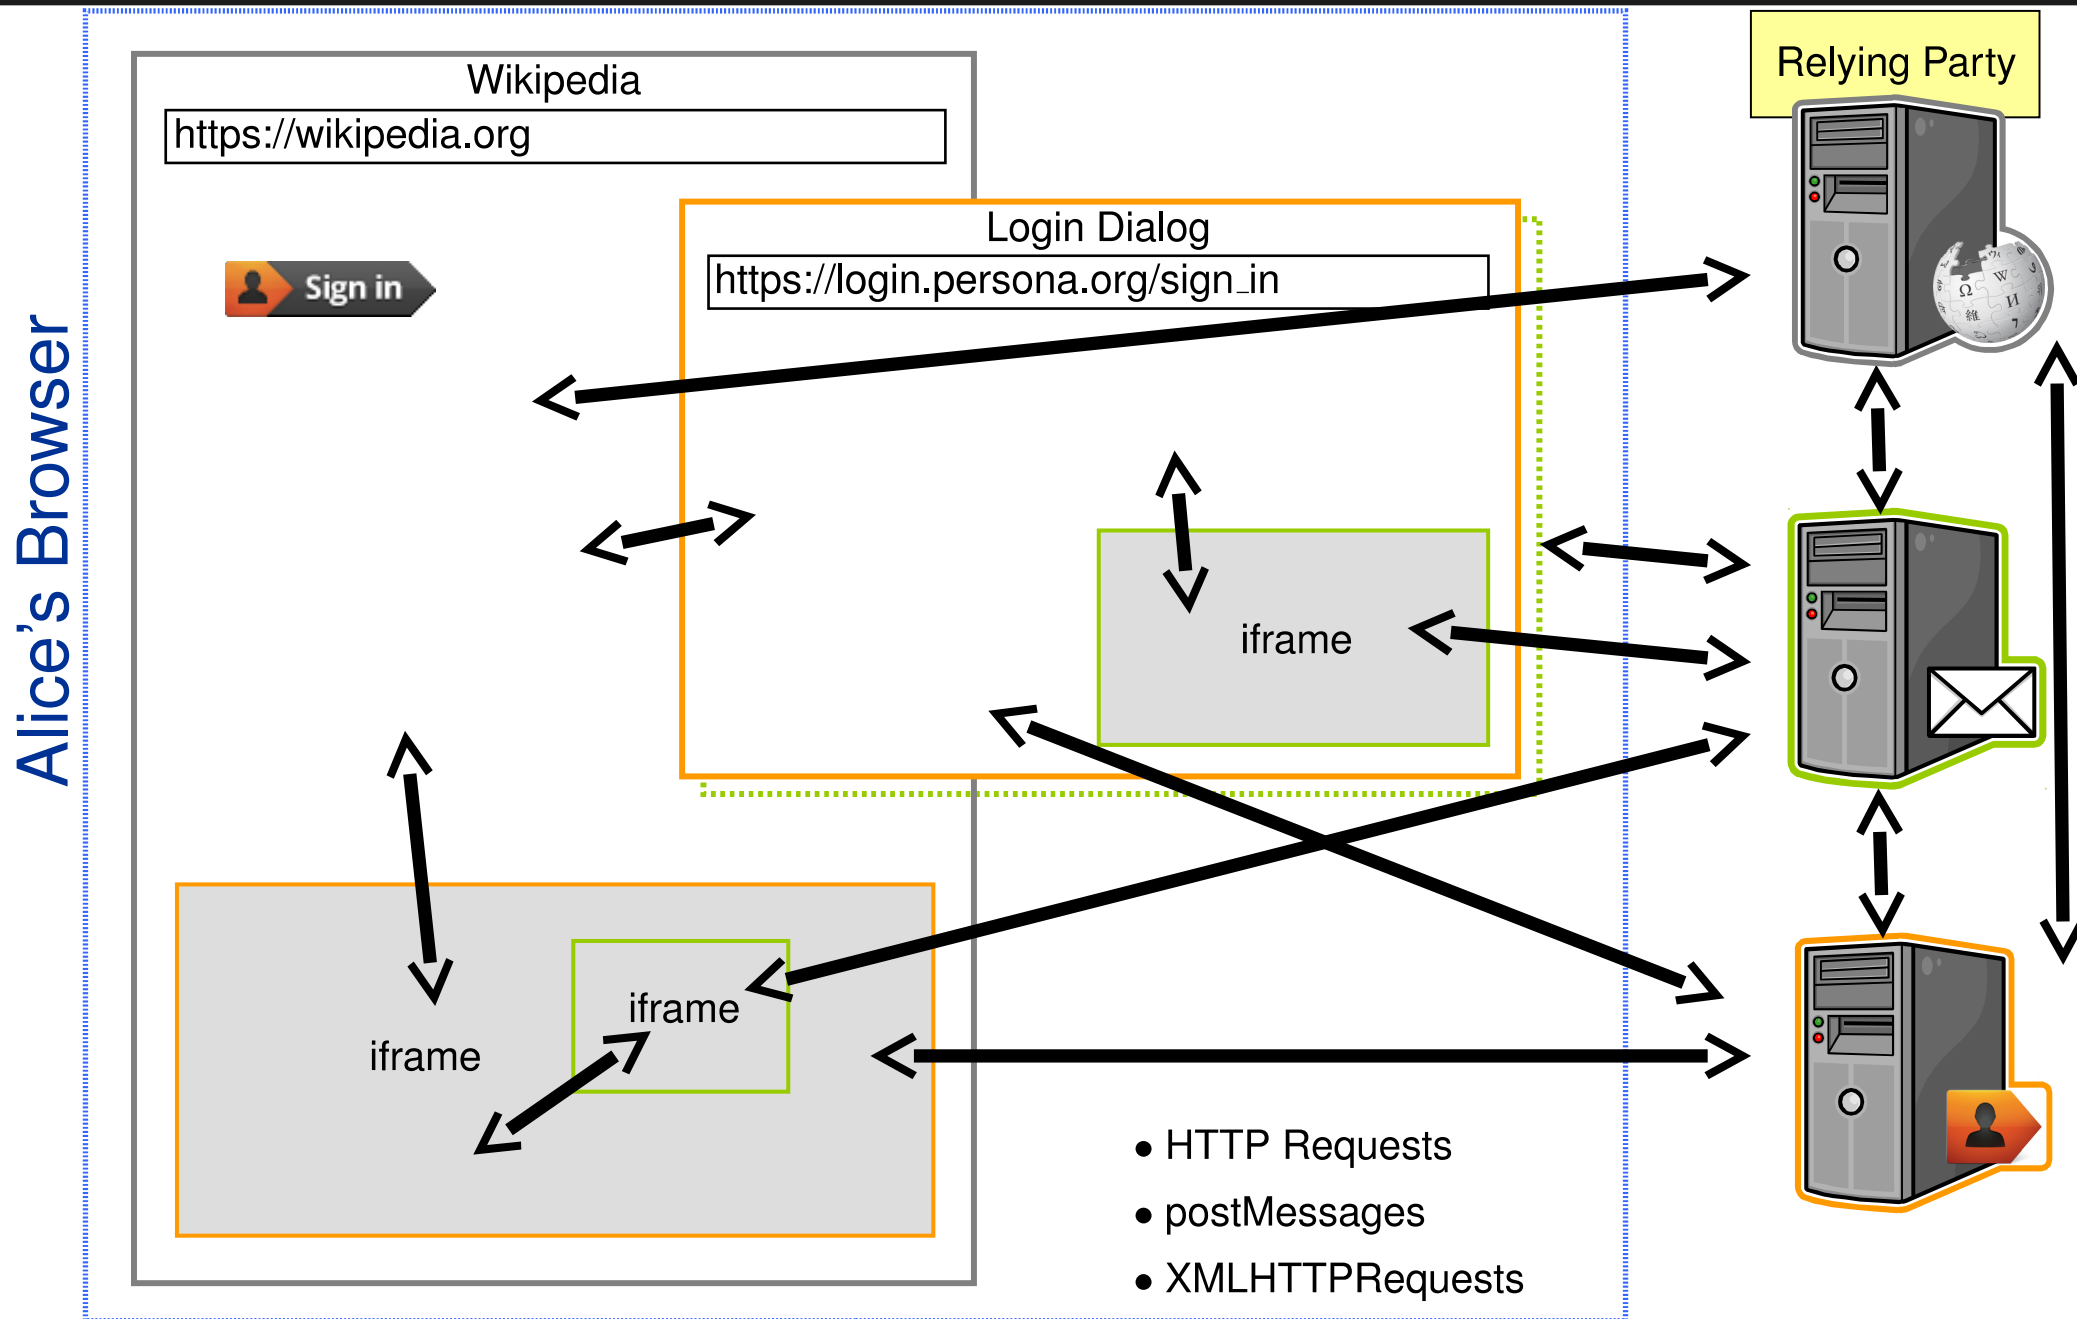 Alice's Browser
Wikipedia
https://wikipedia.org
Sign in
Login Dialog
https://login.persona.org/sign_in
Relying Party
iframe
iframe
iframe
• HTTP Requests
• postMessages
• XMLHTTPRequests